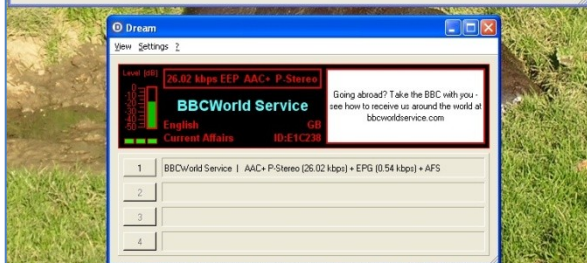 Dream
View Settings ?
Level [dB]
26.02 kbps EEP AAC+ P-Stereo
BBCWorld Service
English GB
Current Affairs ID:E1C238
Going abroad? Take the BBC with you -
see how to receive us around the world at
bbcworldservice.com
1 BBCWorld Service | AAC+ P-Stereo (26.02 kbps) + EPG (0.54 kbps) + AFS
2
3
4